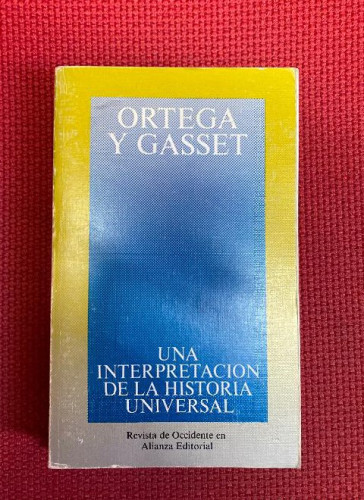 ORTEGA
Y GASSET
UNA
INTERPRETACION
DE LA HISTORIA
UNIVERSAL
Revista de Occidente en
Alianza Editorial